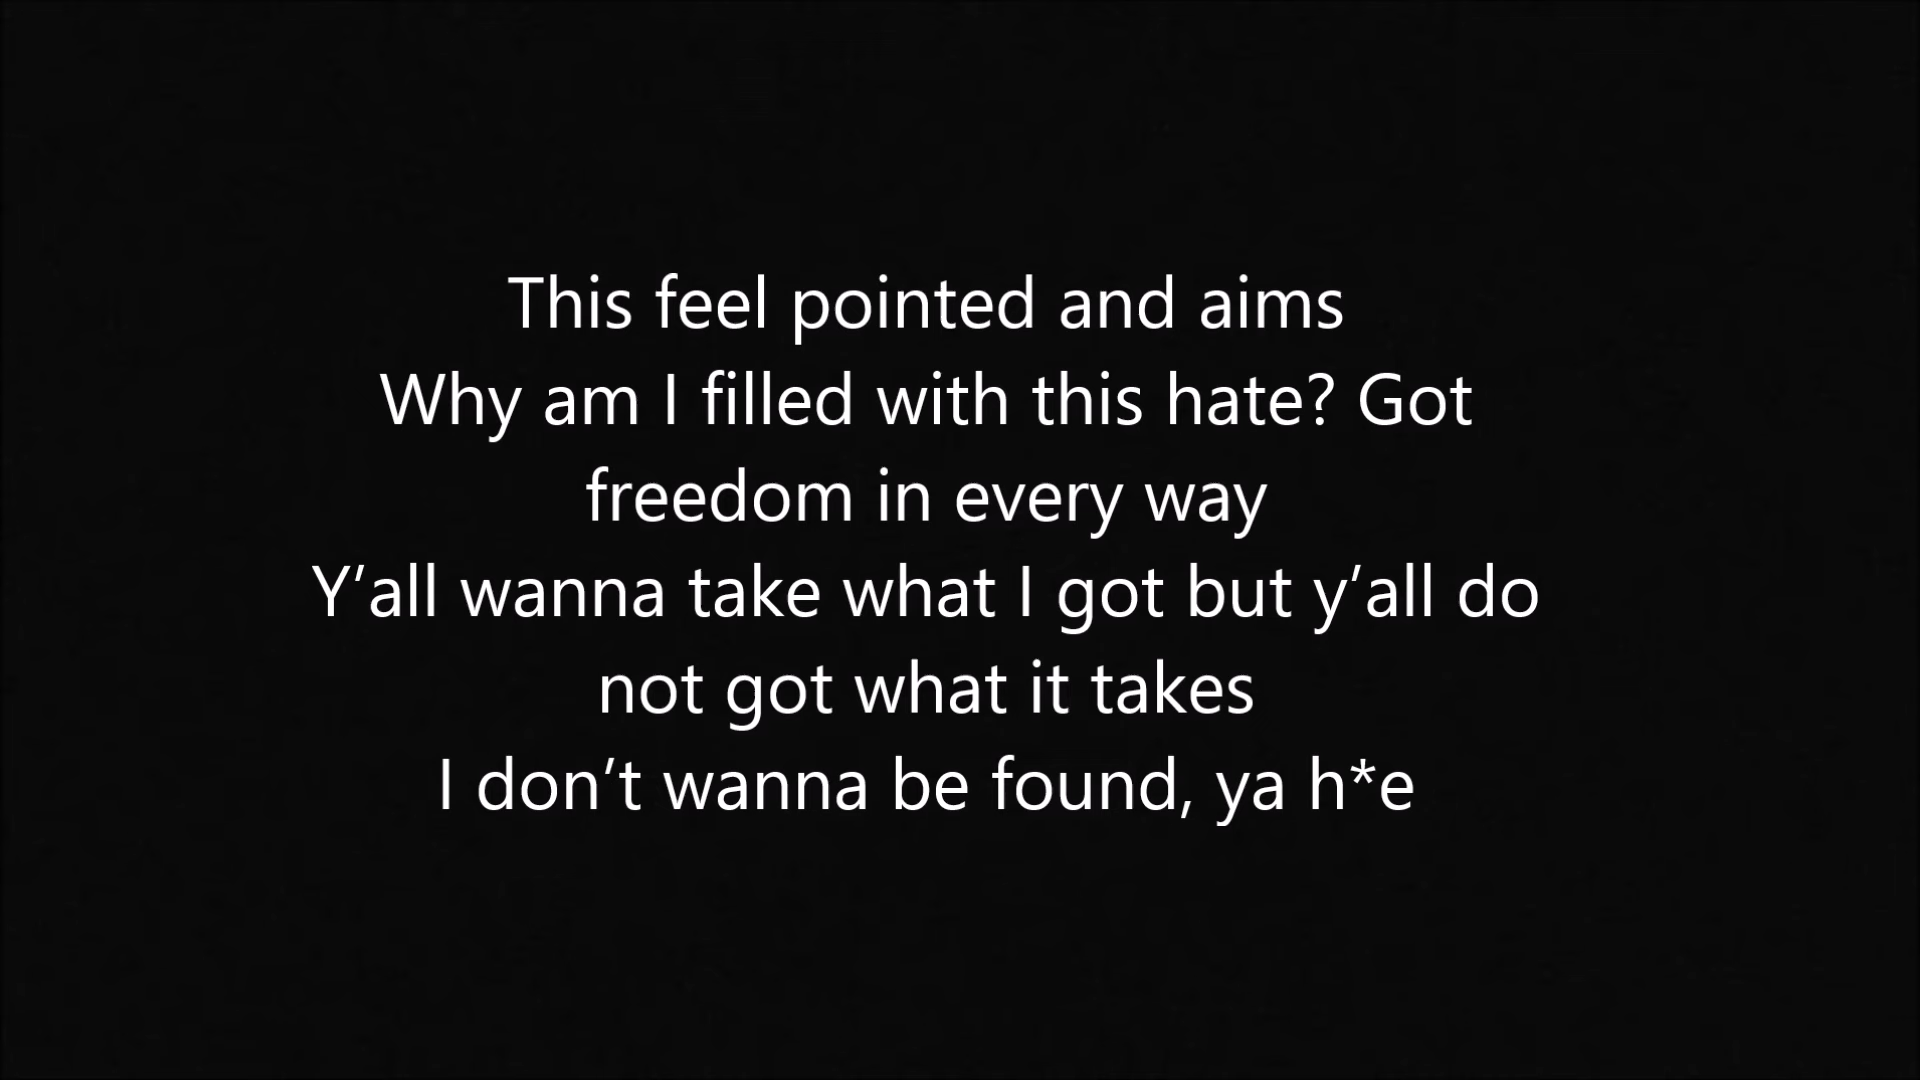 This feel pointed and aims
Why am I filled with this hate? Got
freedom in every way
Y’all wanna take what I got but y’all do
not got what it takes
I don’t wanna be found, ya h*e